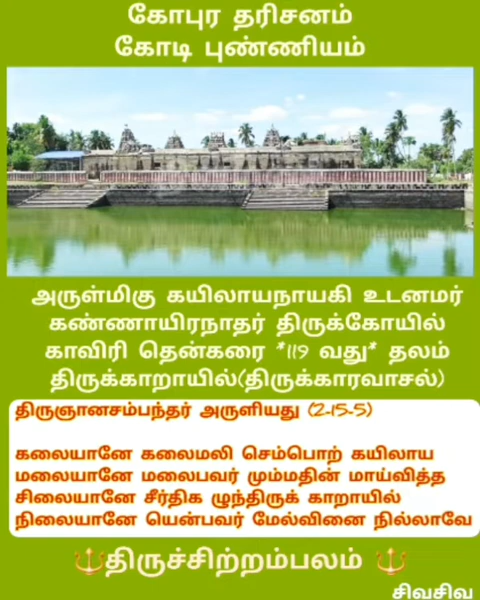 கோபுர தரிசனம்
கோடி புண்ணியம்
அருள்மிகு கயிலாயநாயகி உடனமர்
கண்ணாயிரநாதர் திருக்கோயில்
காவிரி தென்கரை *119 வது* தலம்
திருக்காறாயில்(திருக்காரவாசல்)
திருஞானசம்பந்தர் அருளியது (2-15-5)
கலையானே கலைமலி செம்பொற் கயிலாய
மலையானே மலைபவர் மும்மதின் மாய்வித்த
சிலையானே சீர்திக ழுந்திருக் காறாயில்
நிலையானே யென்பவர் மேல்வினை நில்லாவே
🔱திருச்சிற்றம்பலம் 🔱
சிவசிவ